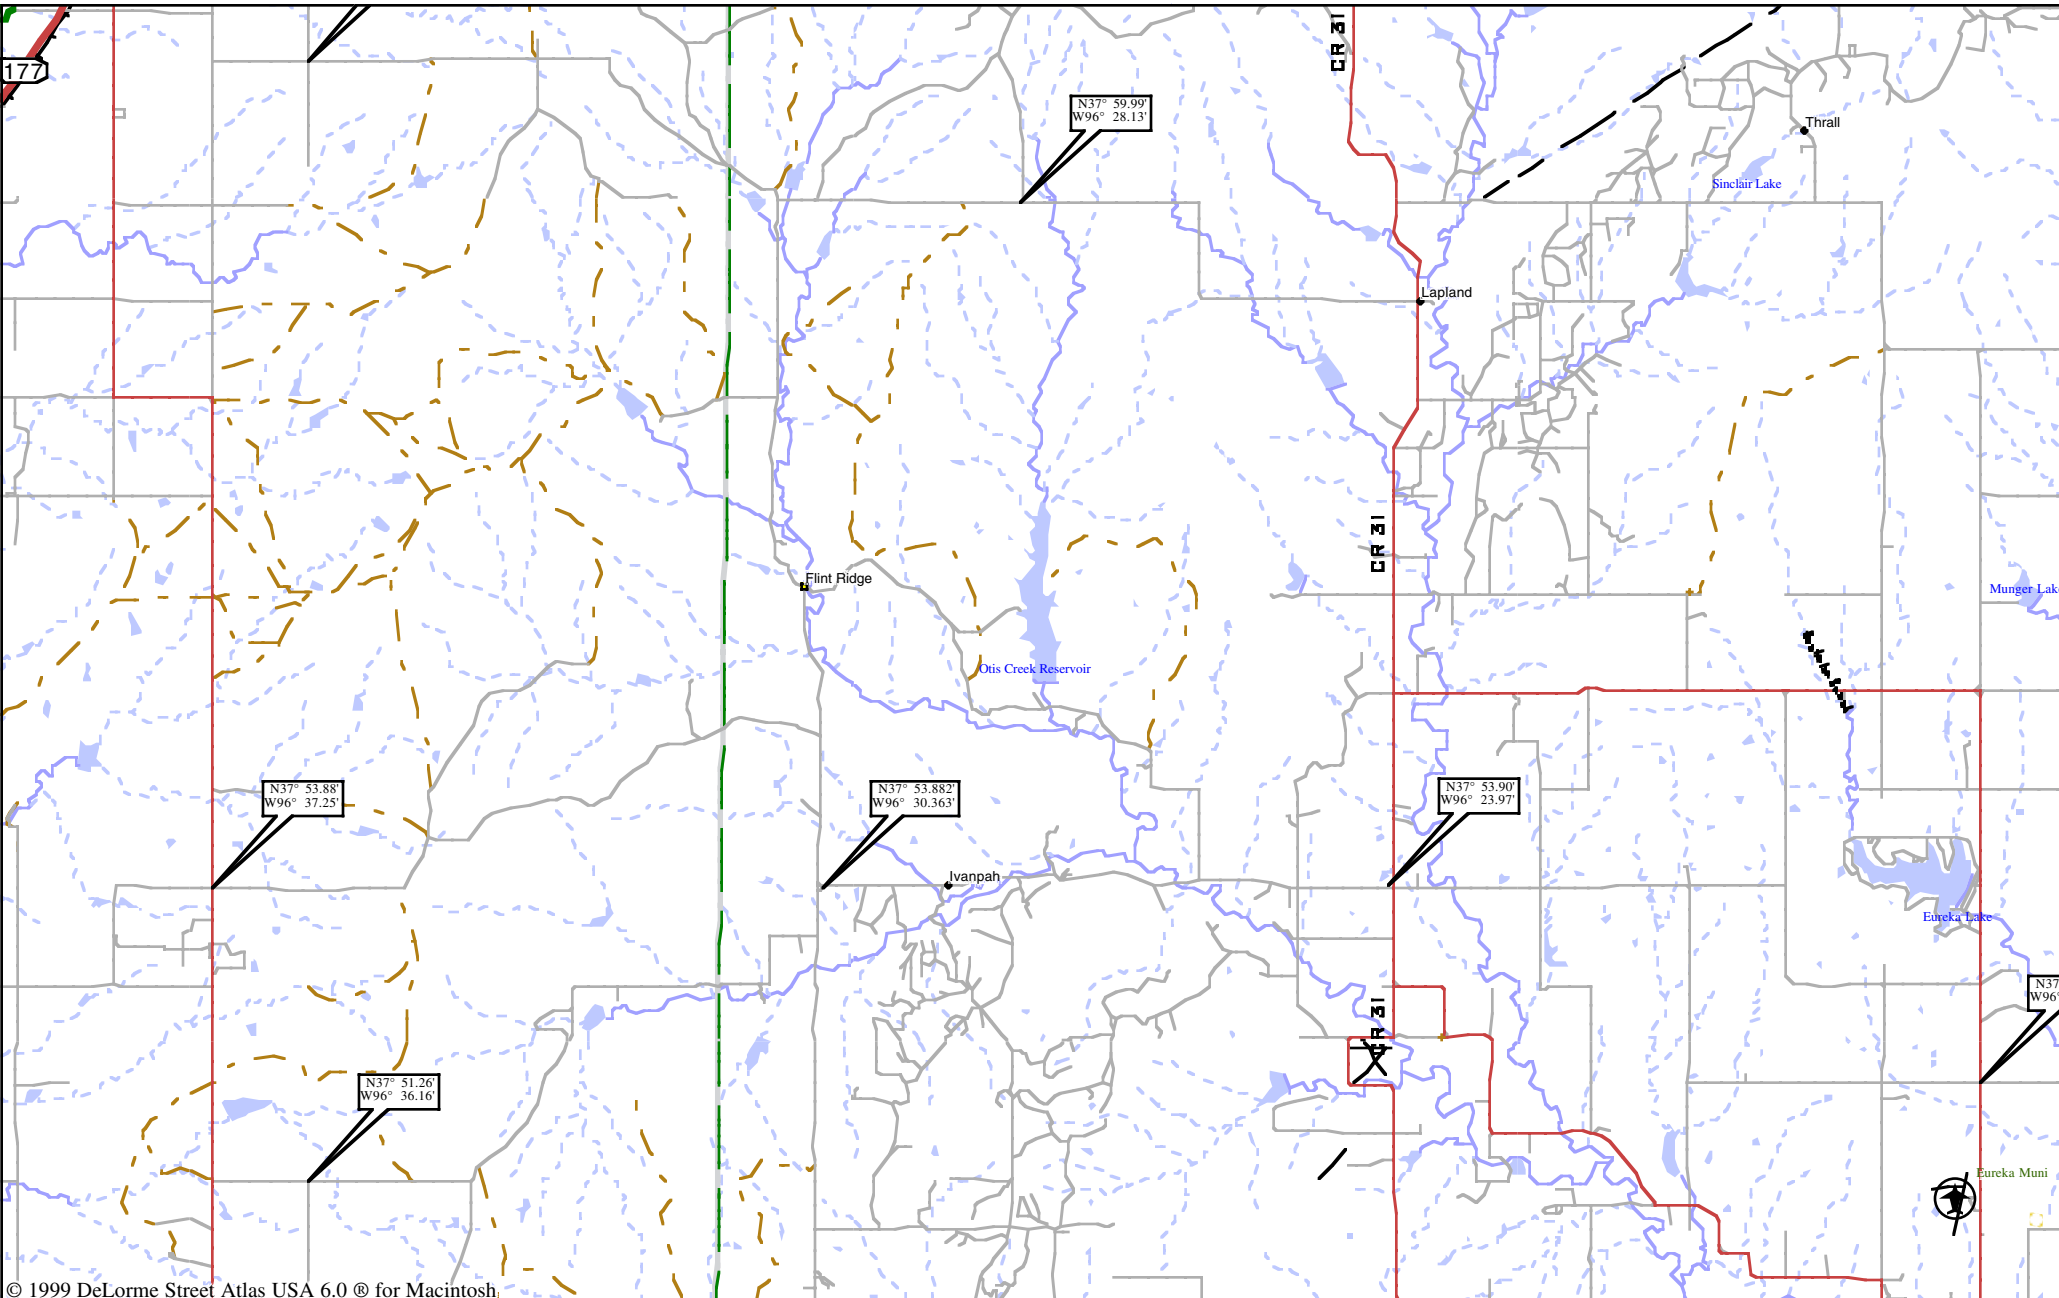 177
CR 31
N37° 59.99'
W96° 28.13'
Thrall
Sinclair Lake
Lapland
CR 31
Flint Ridge
Munger Lak
Otis Creek Reservoir
N37° 53.88'
W96° 37.25'
N37° 53.882'
W96° 30.363'
N37° 53.90'
W96° 23.97'
Ivanpah
Eureka Lake
N37
W96°
CR 31
N37° 51.26'
W96° 36.16'
Eureka Muni
© 1999 DeLorme Street Atlas USA 6.0 ® for Macintosh